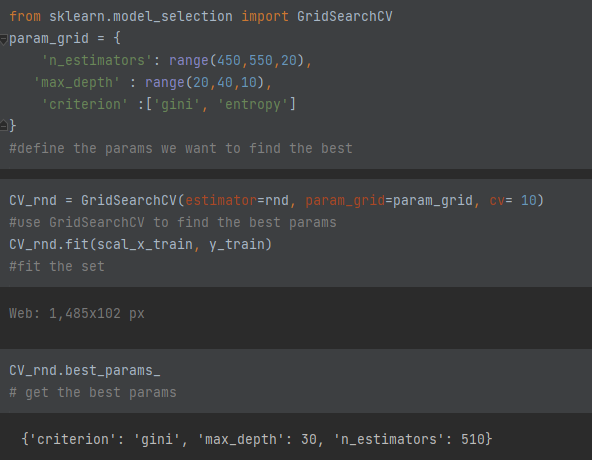 from sklearn.model_selection import GridSearchCV
param_grid = {
    'n_estimators': range(450,550,20),
   'max_depth' : range(20,40,10),
    'criterion' :['gini', 'entropy']
}
#define the params we want to find the best
CV_rnd = GridSearchCV(estimator=rnd, param_grid=param_grid, cv= 10)
#use GridSearchCV to find the best params
CV_rnd.fit(scal_x_train, y_train)
#fit the set
Web: 1,485x102 px
CV_rnd.best_params_
# get the best params
{'criterion': 'gini', 'max_depth': 30, 'n_estimators': 510}